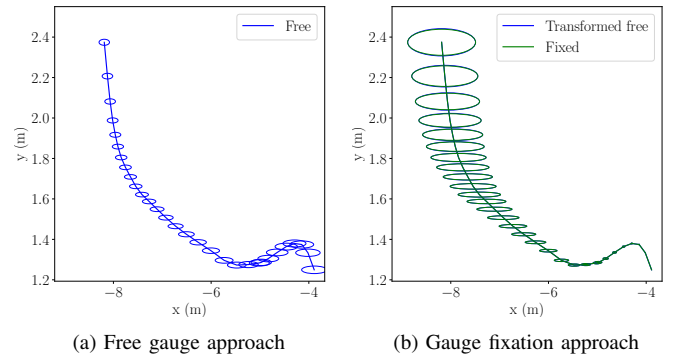 2.4
2.2
2.0
1.8
1.6
1.4
1.2
y (m)
−8
−6
−4
x (m)
Free
(a) Free gauge approach
2.4
2.2
2.0
1.8
1.6
1.4
1.2
y (m)
−8
−6
−4
x (m)
Transformed free
Fixed
(b) Gauge fixation approach